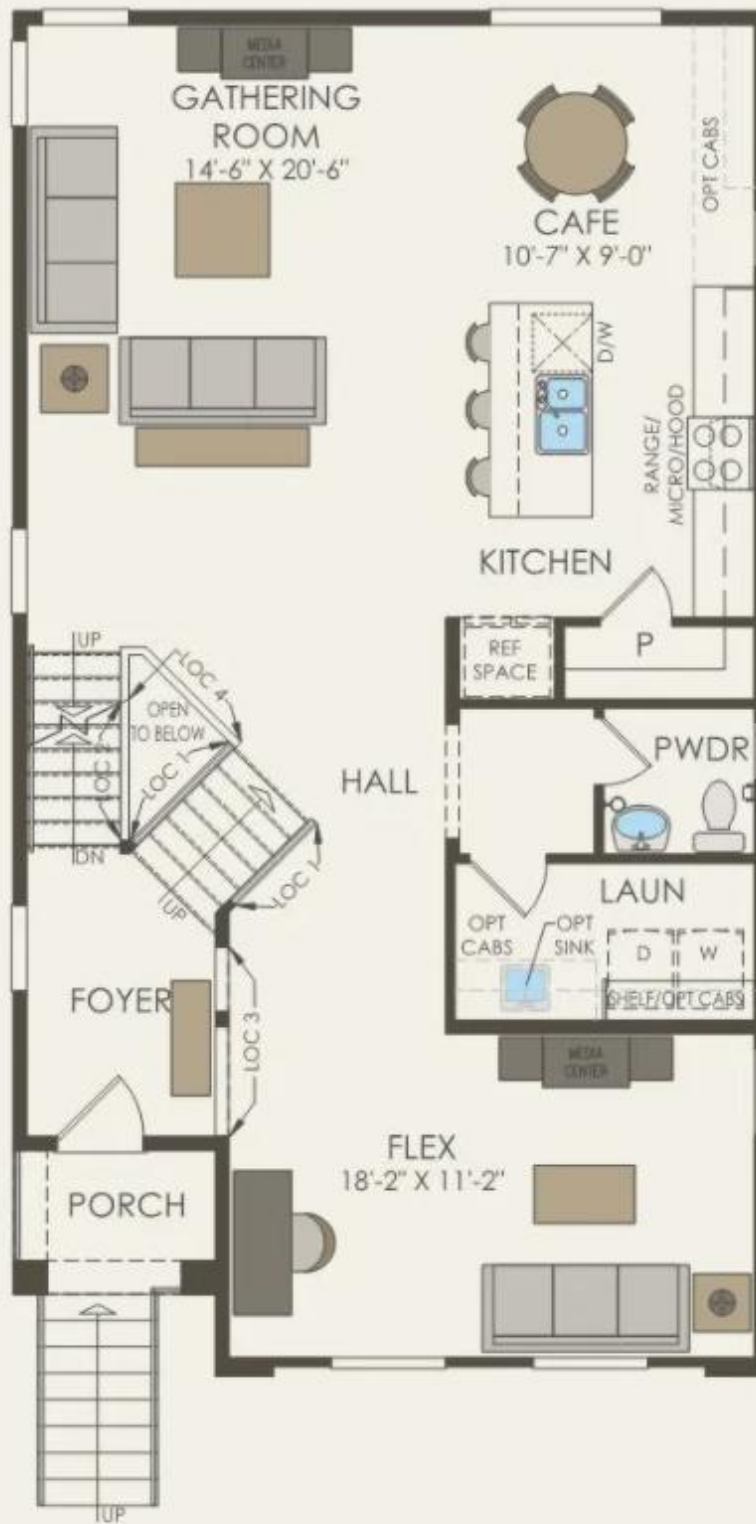 MEDIA
CENTER
GATHERING
ROOM
14'-6" X 20'-6"
OPT CABS
CAFE
10'-7" X 9'-0"
D/W
RANGE/
MICRO/HOOD
KITCHEN
UP
REF
SPACE
P
LOC 4
OPEN
TO BELOW
LOC 2
LOC 1
HALL
PWDR
DN
UP
LOC 1
LAUN
OPT
CABS
OPT
SINK
D
W
SHELF/OPT CABS
FOYER
LOC 3
MEDIA
CENTER
FLEX
18'-2" X 11'-2"
PORCH
UP